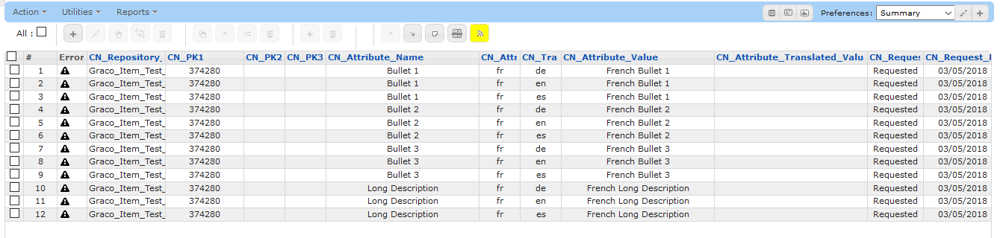 Action Utilities Reports Preferences: Summary
All :
# Error CN_Repository_ CN_PK1 CN_PK2 CN_PK3 CN_Attribute_Name CN_Attr CN_Tra CN_Attribute_Value CN_Attribute_Translated_Valu CN_Reques CN_Request_I
1 Graco_Item_Test_ 374280 Bullet 1 fr de French Bullet 1 Requested 03/05/2018
2 Graco_Item_Test_ 374280 Bullet 1 fr en French Bullet 1 Requested 03/05/2018
3 Graco_Item_Test_ 374280 Bullet 1 fr es French Bullet 1 Requested 03/05/2018
4 Graco_Item_Test_ 374280 Bullet 2 fr de French Bullet 2 Requested 03/05/2018
5 Graco_Item_Test_ 374280 Bullet 2 fr en French Bullet 2 Requested 03/05/2018
6 Graco_Item_Test_ 374280 Bullet 2 fr es French Bullet 2 Requested 03/05/2018
7 Graco_Item_Test_ 374280 Bullet 3 fr de French Bullet 3 Requested 03/05/2018
8 Graco_Item_Test_ 374280 Bullet 3 fr en French Bullet 3 Requested 03/05/2018
9 Graco_Item_Test_ 374280 Bullet 3 fr es French Bullet 3 Requested 03/05/2018
10 Graco_Item_Test_ 374280 Long Description fr de French Long Description Requested 03/05/2018
11 Graco_Item_Test_ 374280 Long Description fr en French Long Description Requested 03/05/2018
12 Graco_Item_Test_ 374280 Long Description fr es French Long Description Requested 03/05/2018